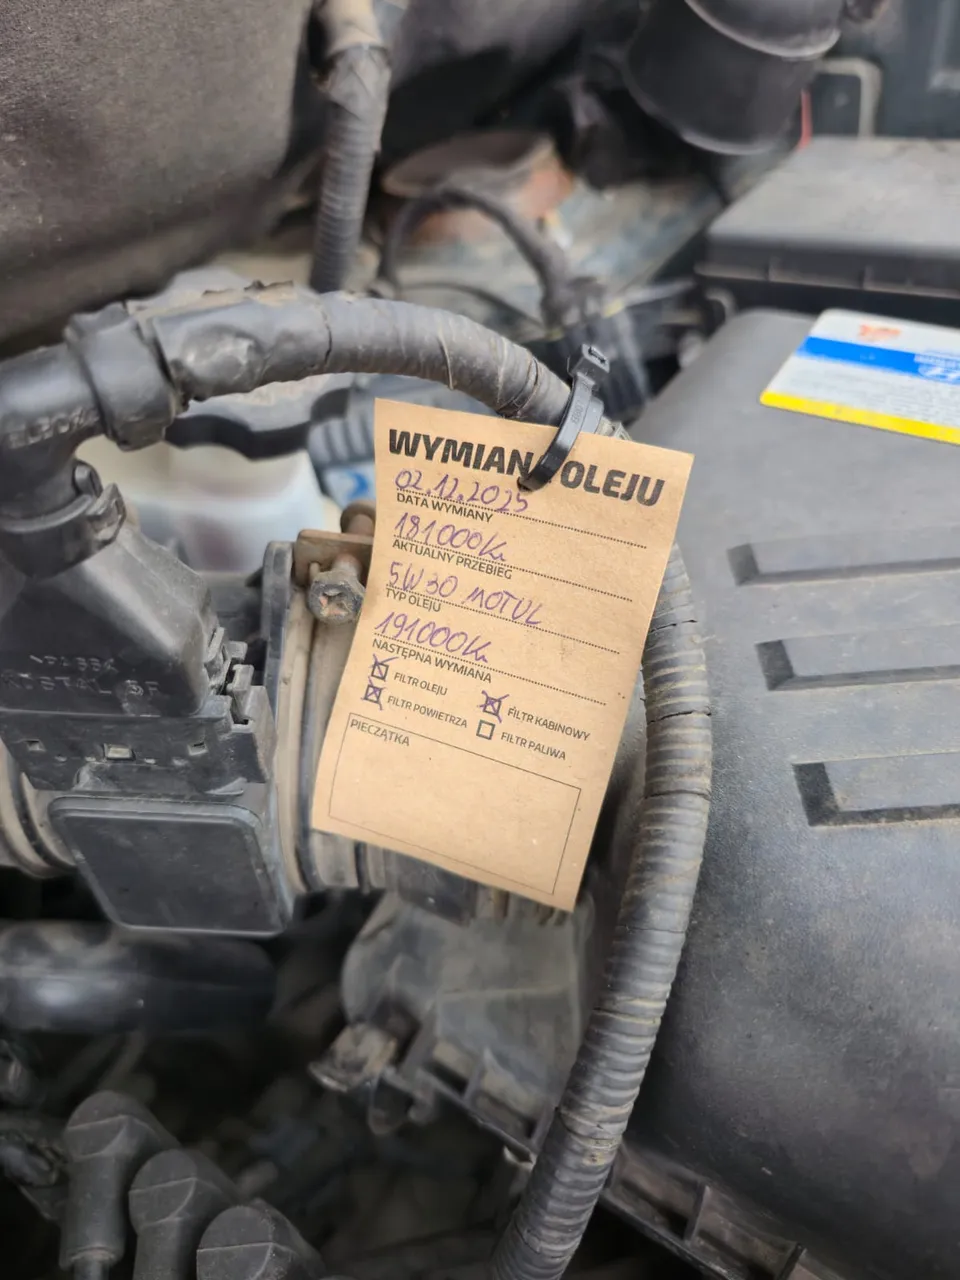 WYMIANA OLEJU
02.12.2025
DATA WYMIANY
181000Km
AKTUALNY PRZEBIEG
5W30 MOTUL
TYP OLEJU
191000Km
NASTĘPNA WYMIANA
FILTR OLEJU
FILTR KABINOWY
FILTR POWIETRZA
FILTR PALIWA
PIECZĄTKA